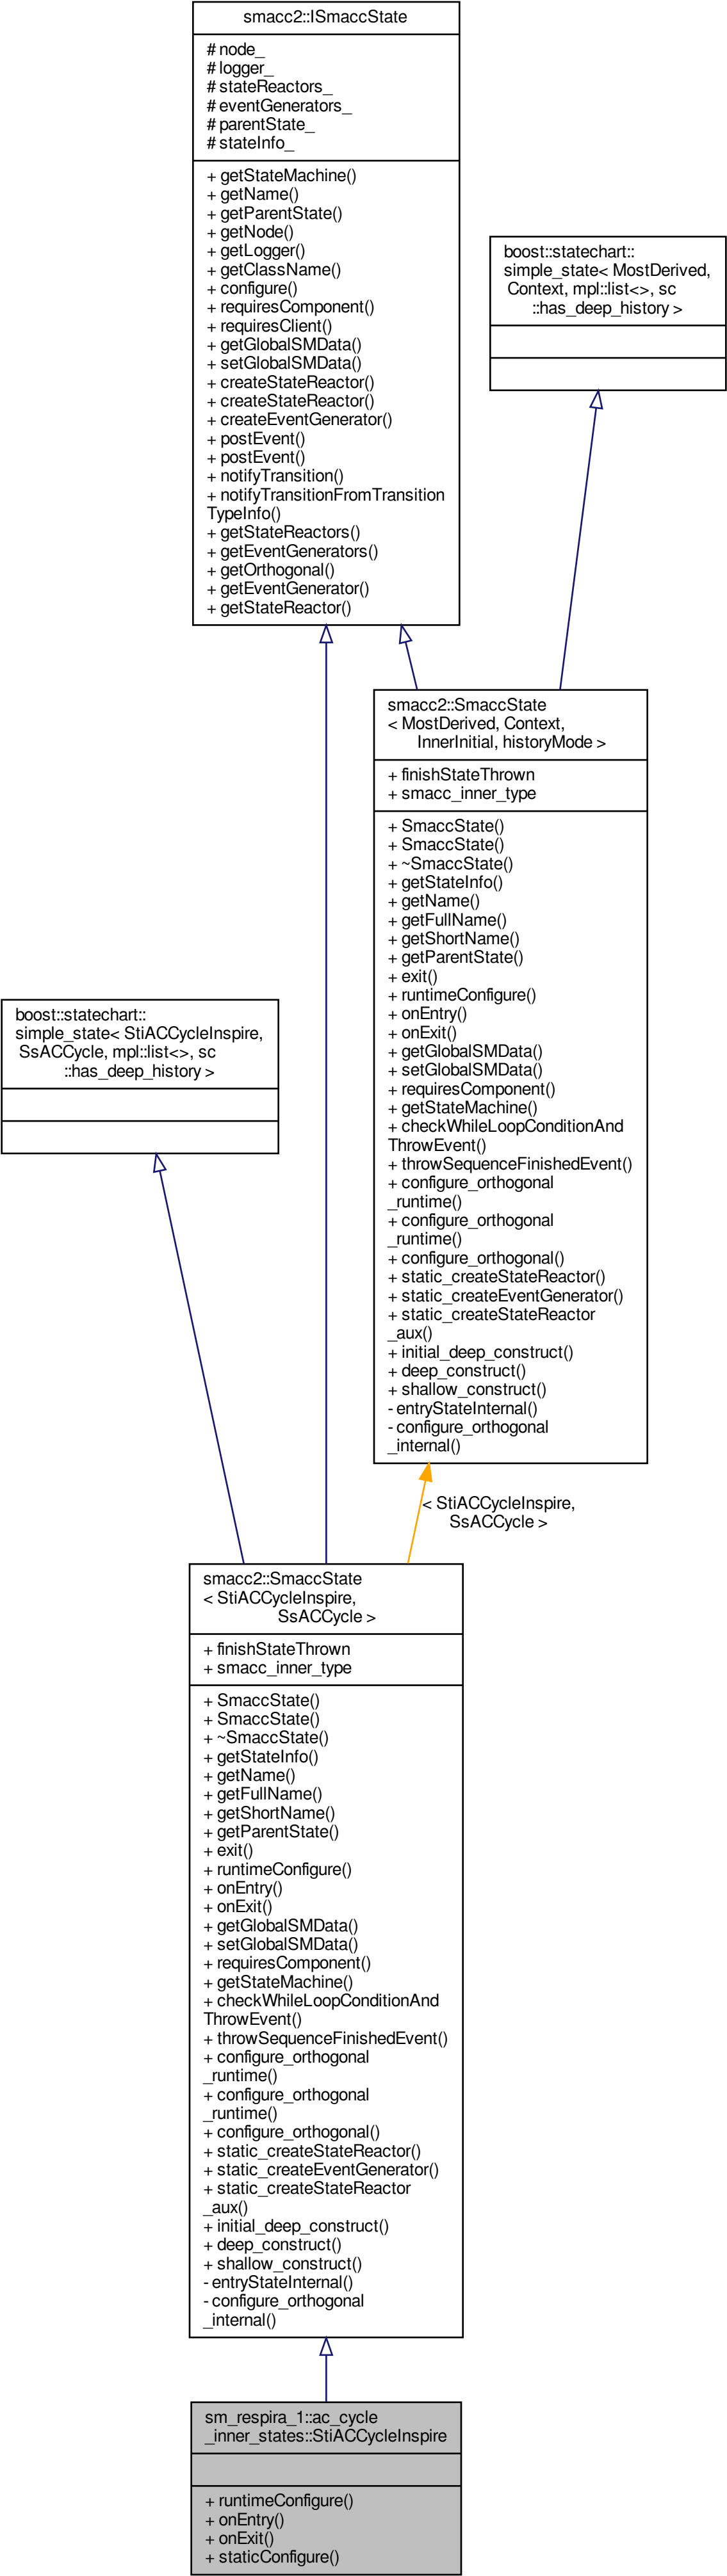 smacc2::ISmaccState
# node_
# logger_
# stateReactors_
# eventGenerators_
# parentState_
# stateInfo_
+ getStateMachine()
+ getName()
+ getParentState()
+ getNode()
+ getLogger()
+ getClassName()
+ configure()
+ requiresComponent()
+ requiresClient()
+ getGlobalSMData()
+ setGlobalSMData()
+ createStateReactor()
+ createStateReactor()
+ createEventGenerator()
+ postEvent()
+ postEvent()
+ notifyTransition()
+ notifyTransitionFromTransition
TypeInfo()
+ getStateReactors()
+ getEventGenerators()
+ getOrthogonal()
+ getEventGenerator()
+ getStateReactor()
boost::statechart::
simple_state< MostDerived,
Context, mpl::list<>, sc
::has_deep_history >
smacc2::SmaccState
< MostDerived, Context,
InnerInitial, historyMode >
+ finishStateThrown
+ smacc_inner_type
+ SmaccState()
+ SmaccState()
+ ~SmaccState()
+ getStateInfo()
+ getName()
+ getFullName()
+ getShortName()
+ getParentState()
+ exit()
+ runtimeConfigure()
+ onEntry()
+ onExit()
+ getGlobalSMData()
+ setGlobalSMData()
+ requiresComponent()
+ getStateMachine()
+ checkWhileLoopConditionAnd
ThrowEvent()
+ throwSequenceFinishedEvent()
+ configure_orthogonal
_runtime()
+ configure_orthogonal
_runtime()
+ configure_orthogonal()
+ static_createStateReactor()
+ static_createEventGenerator()
+ static_createStateReactor
_aux()
+ initial_deep_construct()
+ deep_construct()
+ shallow_construct()
- entryStateInternal()
- configure_orthogonal
_internal()
boost::statechart::
simple_state< StiACCycleInspire,
SsACCycle, mpl::list<>, sc
::has_deep_history >
< StiACCycleInspire,
SsACCycle >
smacc2::SmaccState
< StiACCycleInspire,
SsACCycle >
+ finishStateThrown
+ smacc_inner_type
+ SmaccState()
+ SmaccState()
+ ~SmaccState()
+ getStateInfo()
+ getName()
+ getFullName()
+ getShortName()
+ getParentState()
+ exit()
+ runtimeConfigure()
+ onEntry()
+ onExit()
+ getGlobalSMData()
+ setGlobalSMData()
+ requiresComponent()
+ getStateMachine()
+ checkWhileLoopConditionAnd
ThrowEvent()
+ throwSequenceFinishedEvent()
+ configure_orthogonal
_runtime()
+ configure_orthogonal
_runtime()
+ configure_orthogonal()
+ static_createStateReactor()
+ static_createEventGenerator()
+ static_createStateReactor
_aux()
+ initial_deep_construct()
+ deep_construct()
+ shallow_construct()
- entryStateInternal()
- configure_orthogonal
_internal()
sm_respira_1::ac_cycle
_inner_states::StiACCycleInspire
+ runtimeConfigure()
+ onEntry()
+ onExit()
+ staticConfigure()